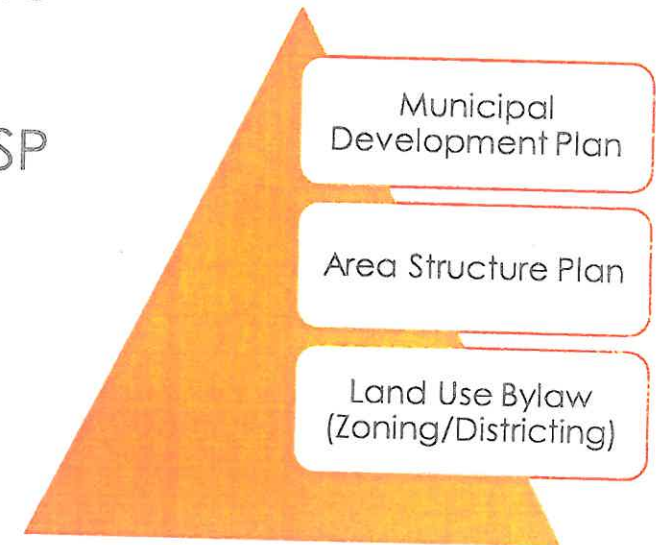 SP
Municipal
Development Plan
Area Structure Plan
Land Use Bylaw
(Zoning/Districting)